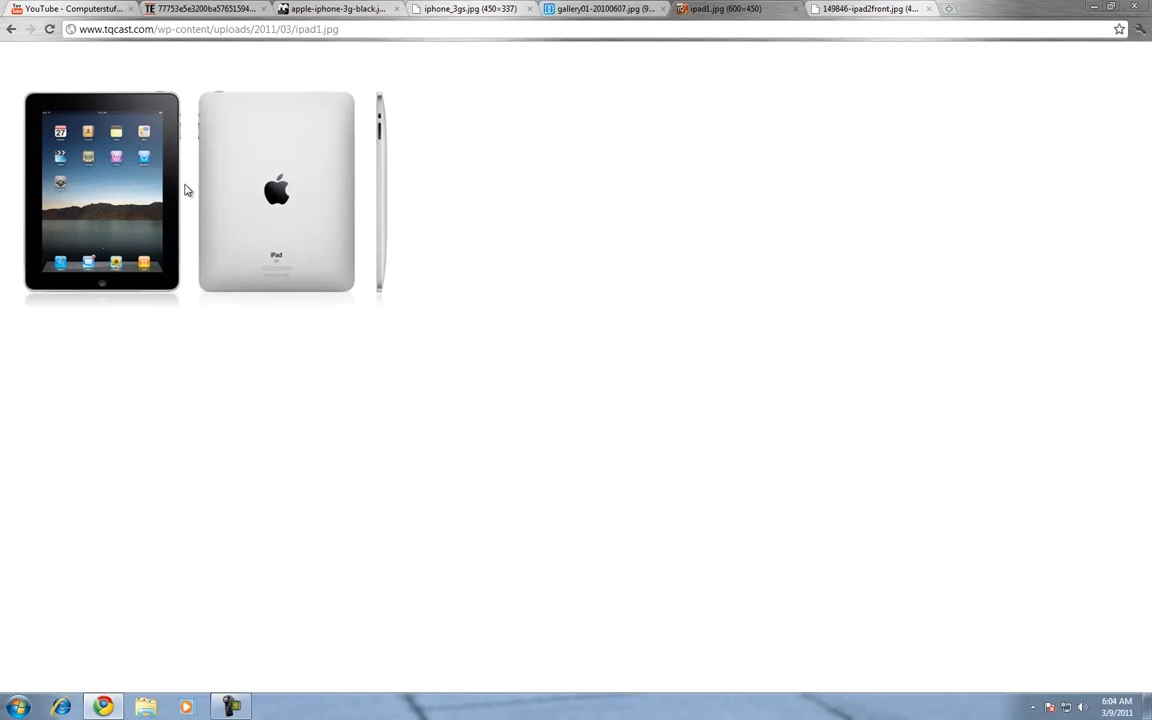 YouTube - Computerstuf...
TE 77753e5e3200ba57651594...
apple-iphone-3g-black.j...
iphone_3gs.jpg (450×337)
gallery01-20100607.jpg (9...
ipad1.jpg (600×450)
149846-ipad2front.jpg (4...
www.tqcast.com/wp-content/uploads/2011/03/ipad1.jpg
27
iPad
6:04 AM
3/9/2011